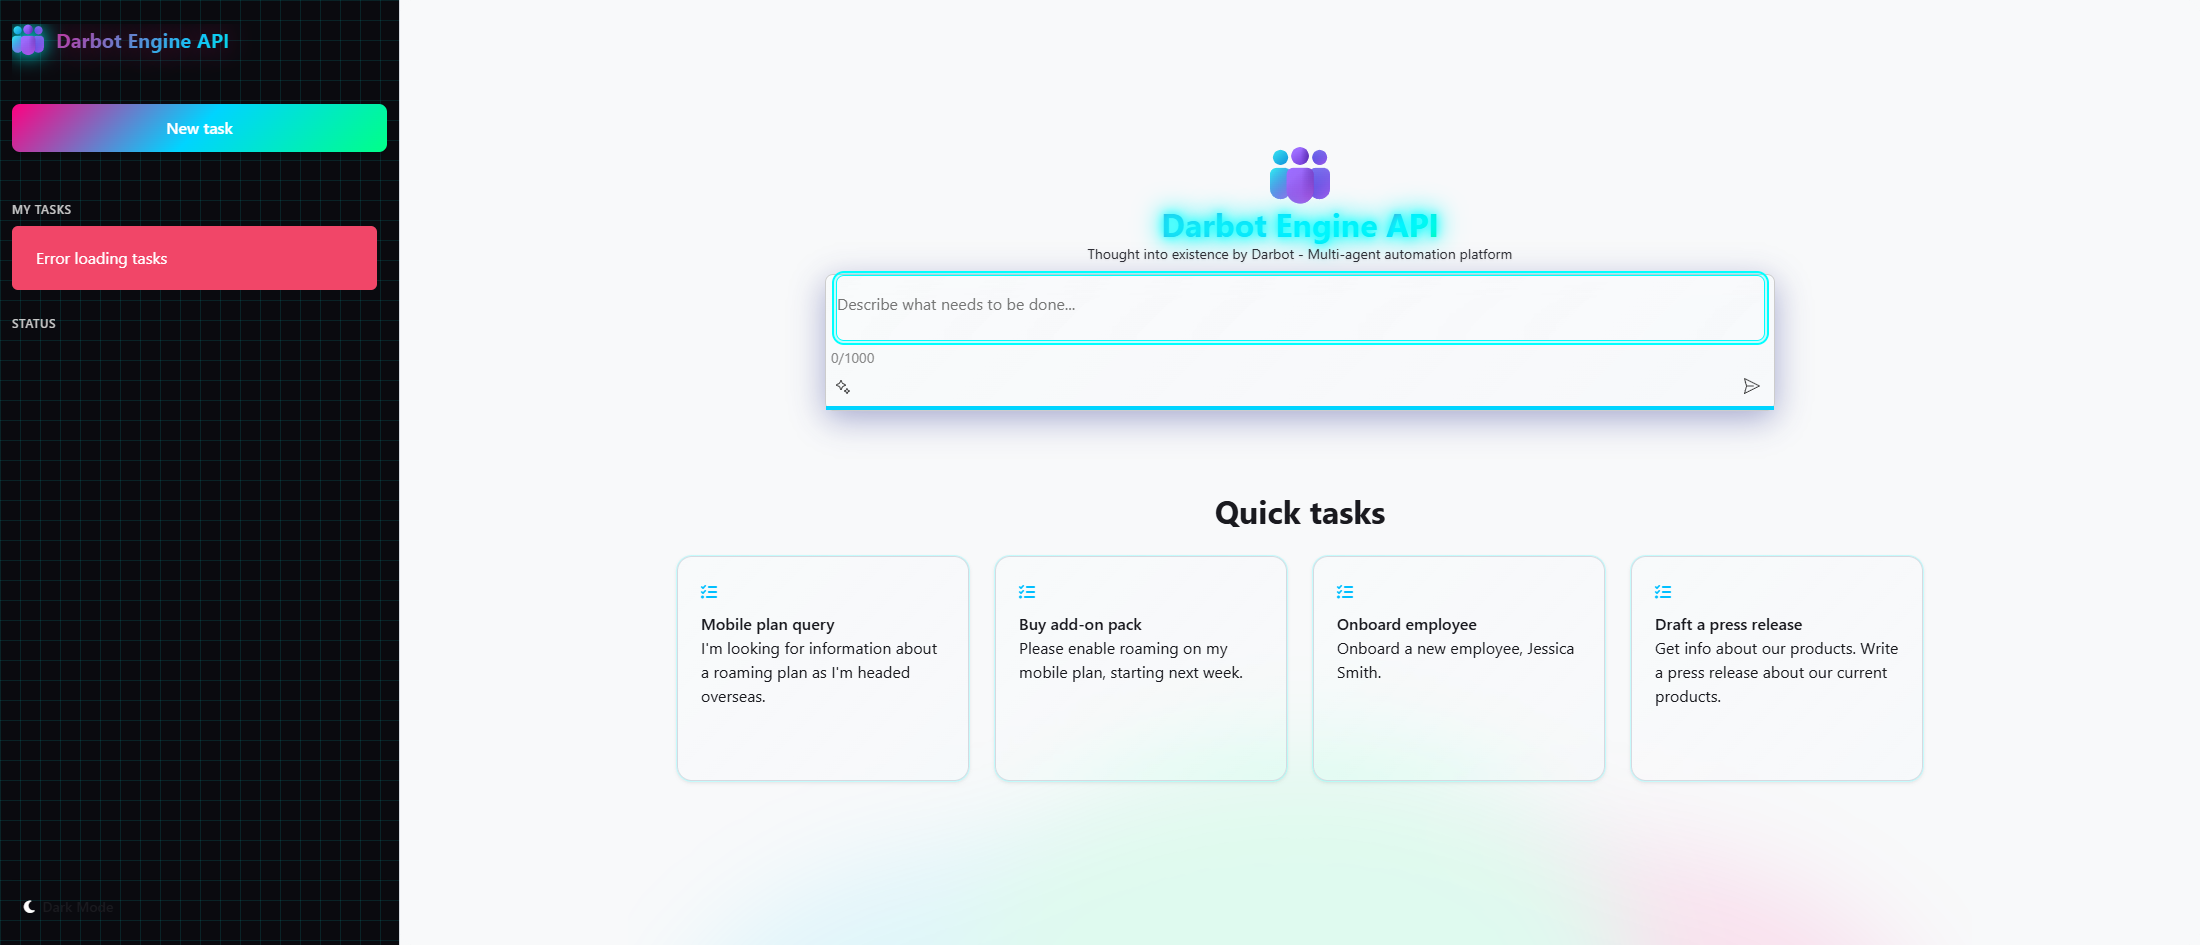 Darbot Engine API
New task
MY TASKS
Error loading tasks
STATUS
Dark Mode
Darbot Engine API
Thought into existence by Darbot - Multi-agent automation platform
Describe what needs to be done...
0/1000
Quick tasks
Mobile plan query
I'm looking for information about
a roaming plan as I'm headed
overseas.
Buy add-on pack
Please enable roaming on my
mobile plan, starting next week.
Onboard employee
Onboard a new employee, Jessica
Smith.
Draft a press release
Get info about our products. Write
a press release about our current
products.